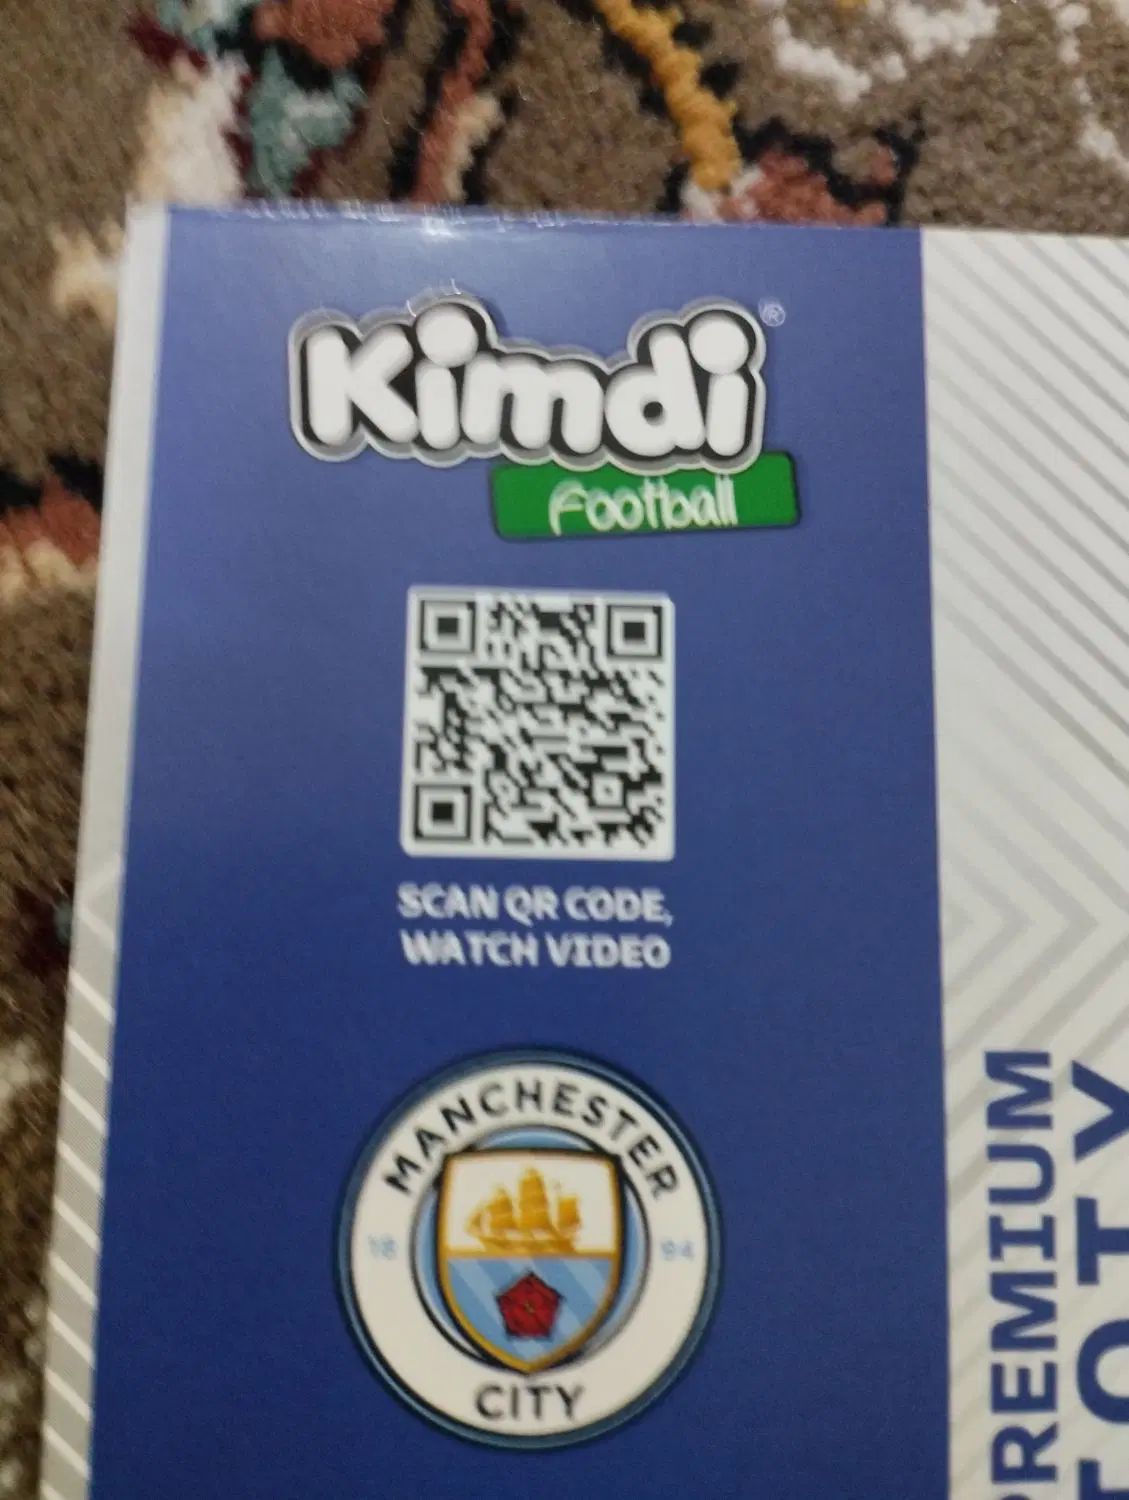 Kimdi®
Football
SCAN QR CODE,
WATCH VIDEO
MANCHESTER
18 94
CITY
PREMIUM